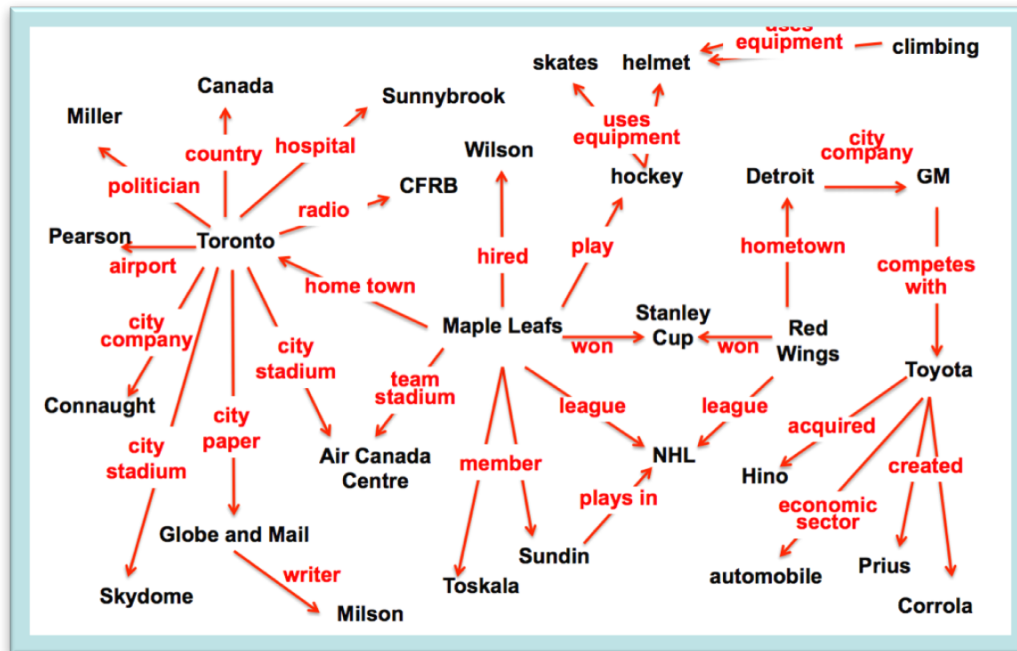 uses
equipment
climbing
skates
helmet
Canada
Sunnybrook
Miller
uses
equipment
city
company
country
hospital
Wilson
politician
CFRB
hockey
Detroit
GM
radio
Pearson
Toronto
airport
hired
play
hometown
competes
with
home town
city
company
Maple Leafs
Stanley
Cup
Red
Wings
won
won
city
stadium
team
stadium
Toyota
Connaught
city
paper
league
league
acquired
city
stadium
Air Canada
Centre
member
NHL
Hino
created
plays in
economic
sector
Globe and Mail
Sundin
automobile
Prius
writer
Toskala
Skydome
Milson
Corrola